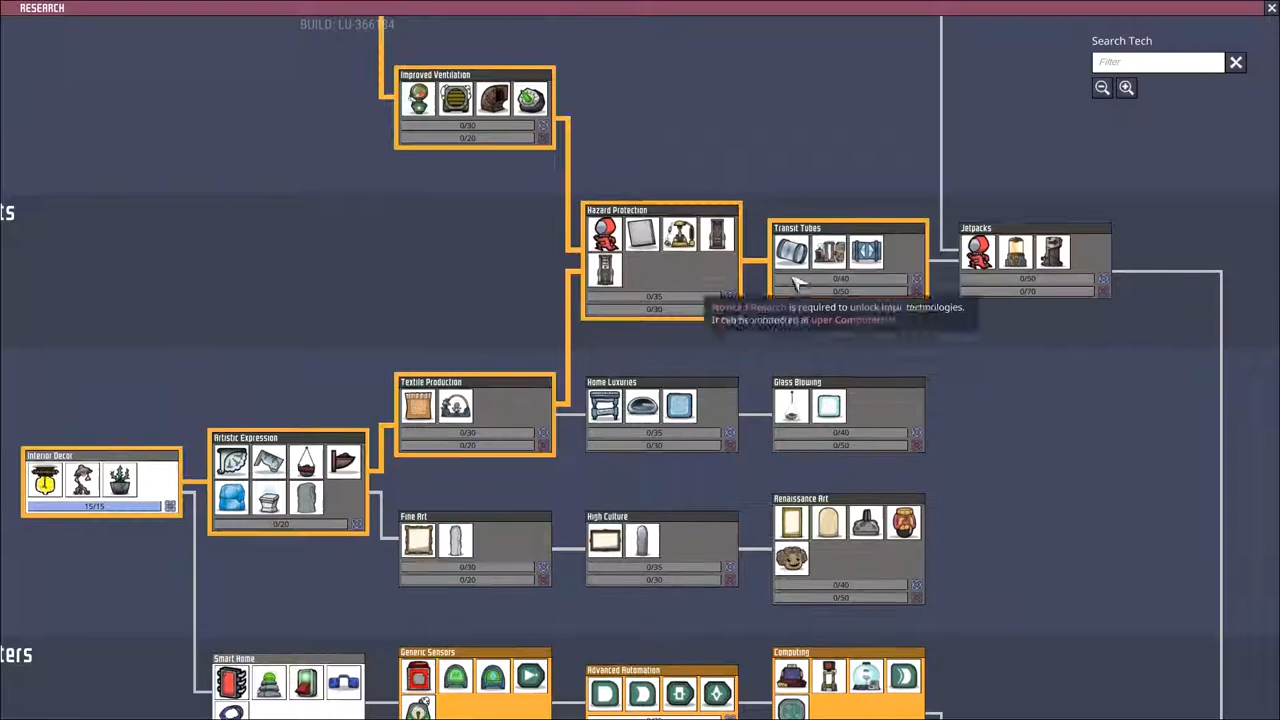 RESEARCH
BUILD: LU-366134
Search Tech
Filter
Improved Ventilation
0/30
0/20
ts
Hazard Protection
0/35
0/30
Transit Tubes
0/40
0/50
Jetpacks
0/50
0/70
is required to unlock technologies.
Textile Production
0/30
0/20
Home Luxuries
0/35
0/30
Glass Blowing
0/40
0/50
Interior Decor
15/15
Artistic Expression
0/20
Fine Art
0/30
0/20
High Culture
0/35
0/30
Renaissance Art
0/40
0/50
ters
Smart Home
Generic Sensors
Advanced Automation
Computing